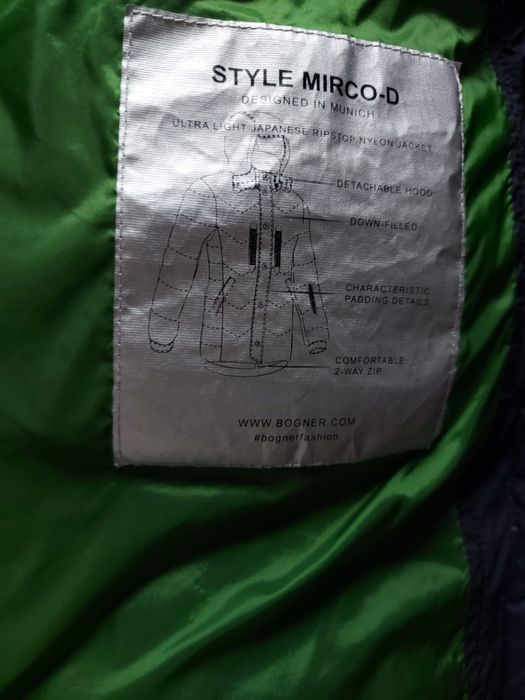 STYLE MIRCO-D
DESIGNED IN MUNICH
ULTRA LIGHT JAPANESE RIPSTOP NYLON JACKET
DETACHABLE HOOD
DOWN-FILLED
CHARACTERISTIC
PADDING DETAILS
COMFORTABLE
2-WAY ZIP
WWW.BOGNER.COM
#bognerfashion